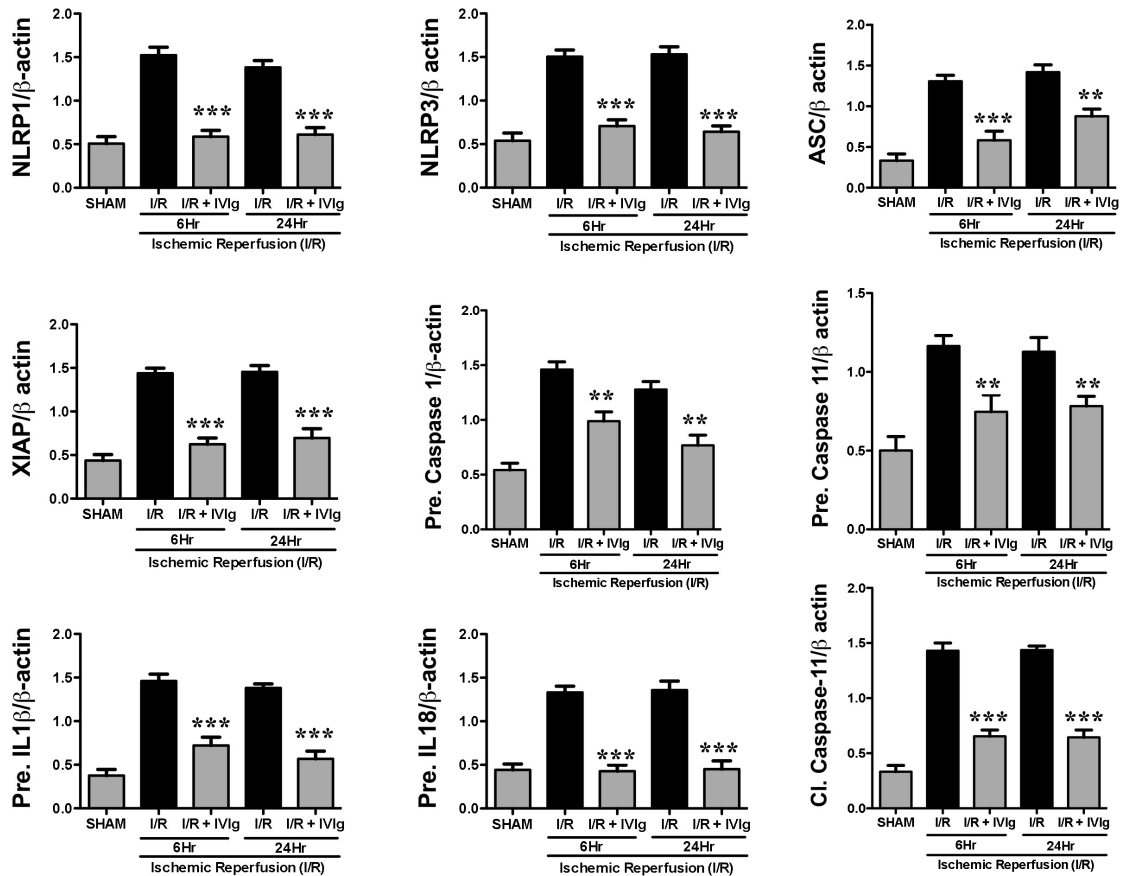 NLRP1/β-actin
2.0
1.5
1.0
0.5
0.0
***
***
SHAM I/R I/R + IVIg I/R I/R + IVIg
6Hr 24Hr
Ischemic Reperfusion (I/R)
NLRP3/β actin
2.0
1.5
1.0
0.5
0.0
***
***
SHAM I/R I/R + IVIg I/R I/R + IVIg
6Hr 24Hr
Ischemic Reperfusion (I/R)
ASC/β actin
2.0
1.5
1.0
0.5
0.0
***
**
SHAM I/R I/R + IVIg I/R I/R + IVIg
6Hr 24Hr
Ischemic Reperfusion (I/R)
XIAP/β actin
2.0
1.5
1.0
0.5
0.0
***
***
SHAM I/R I/R + IVIg I/R I/R + IVIg
6Hr 24Hr
Ischemic Reperfusion (I/R)
Pre. Caspase 1/β-actin
2.0
1.5
1.0
0.5
0.0
**
**
SHAM I/R I/R + IVIg I/R I/R + IVIg
6Hr 24Hr
Ischemic Reperfusion (I/R)
Pre. Caspase 11/β actin
1.5
1.0
0.5
0.0
**
**
SHAM I/R I/R + IVIg I/R I/R + IVIg
6Hr 24Hr
Ischemic Reperfusion (I/R)
Pre. IL1β/β-actin
2.0
1.5
1.0
0.5
0.0
***
***
SHAM I/R I/R + IVIg I/R I/R + IVIg
6Hr 24Hr
Ischemic Reperfusion (I/R)
Pre. IL18/β-actin
2.0
1.5
1.0
0.5
0.0
***
***
SHAM I/R I/R + IVIg I/R I/R + IVIg
6Hr 24Hr
Ischemic Reperfusion (I/R)
Cl. Caspase-11/β actin
2.0
1.5
1.0
0.5
0.0
***
***
SHAM I/R I/R + IVIg I/R I/R + IVIg
6Hr 24Hr
Ischemic Reperfusion (I/R)